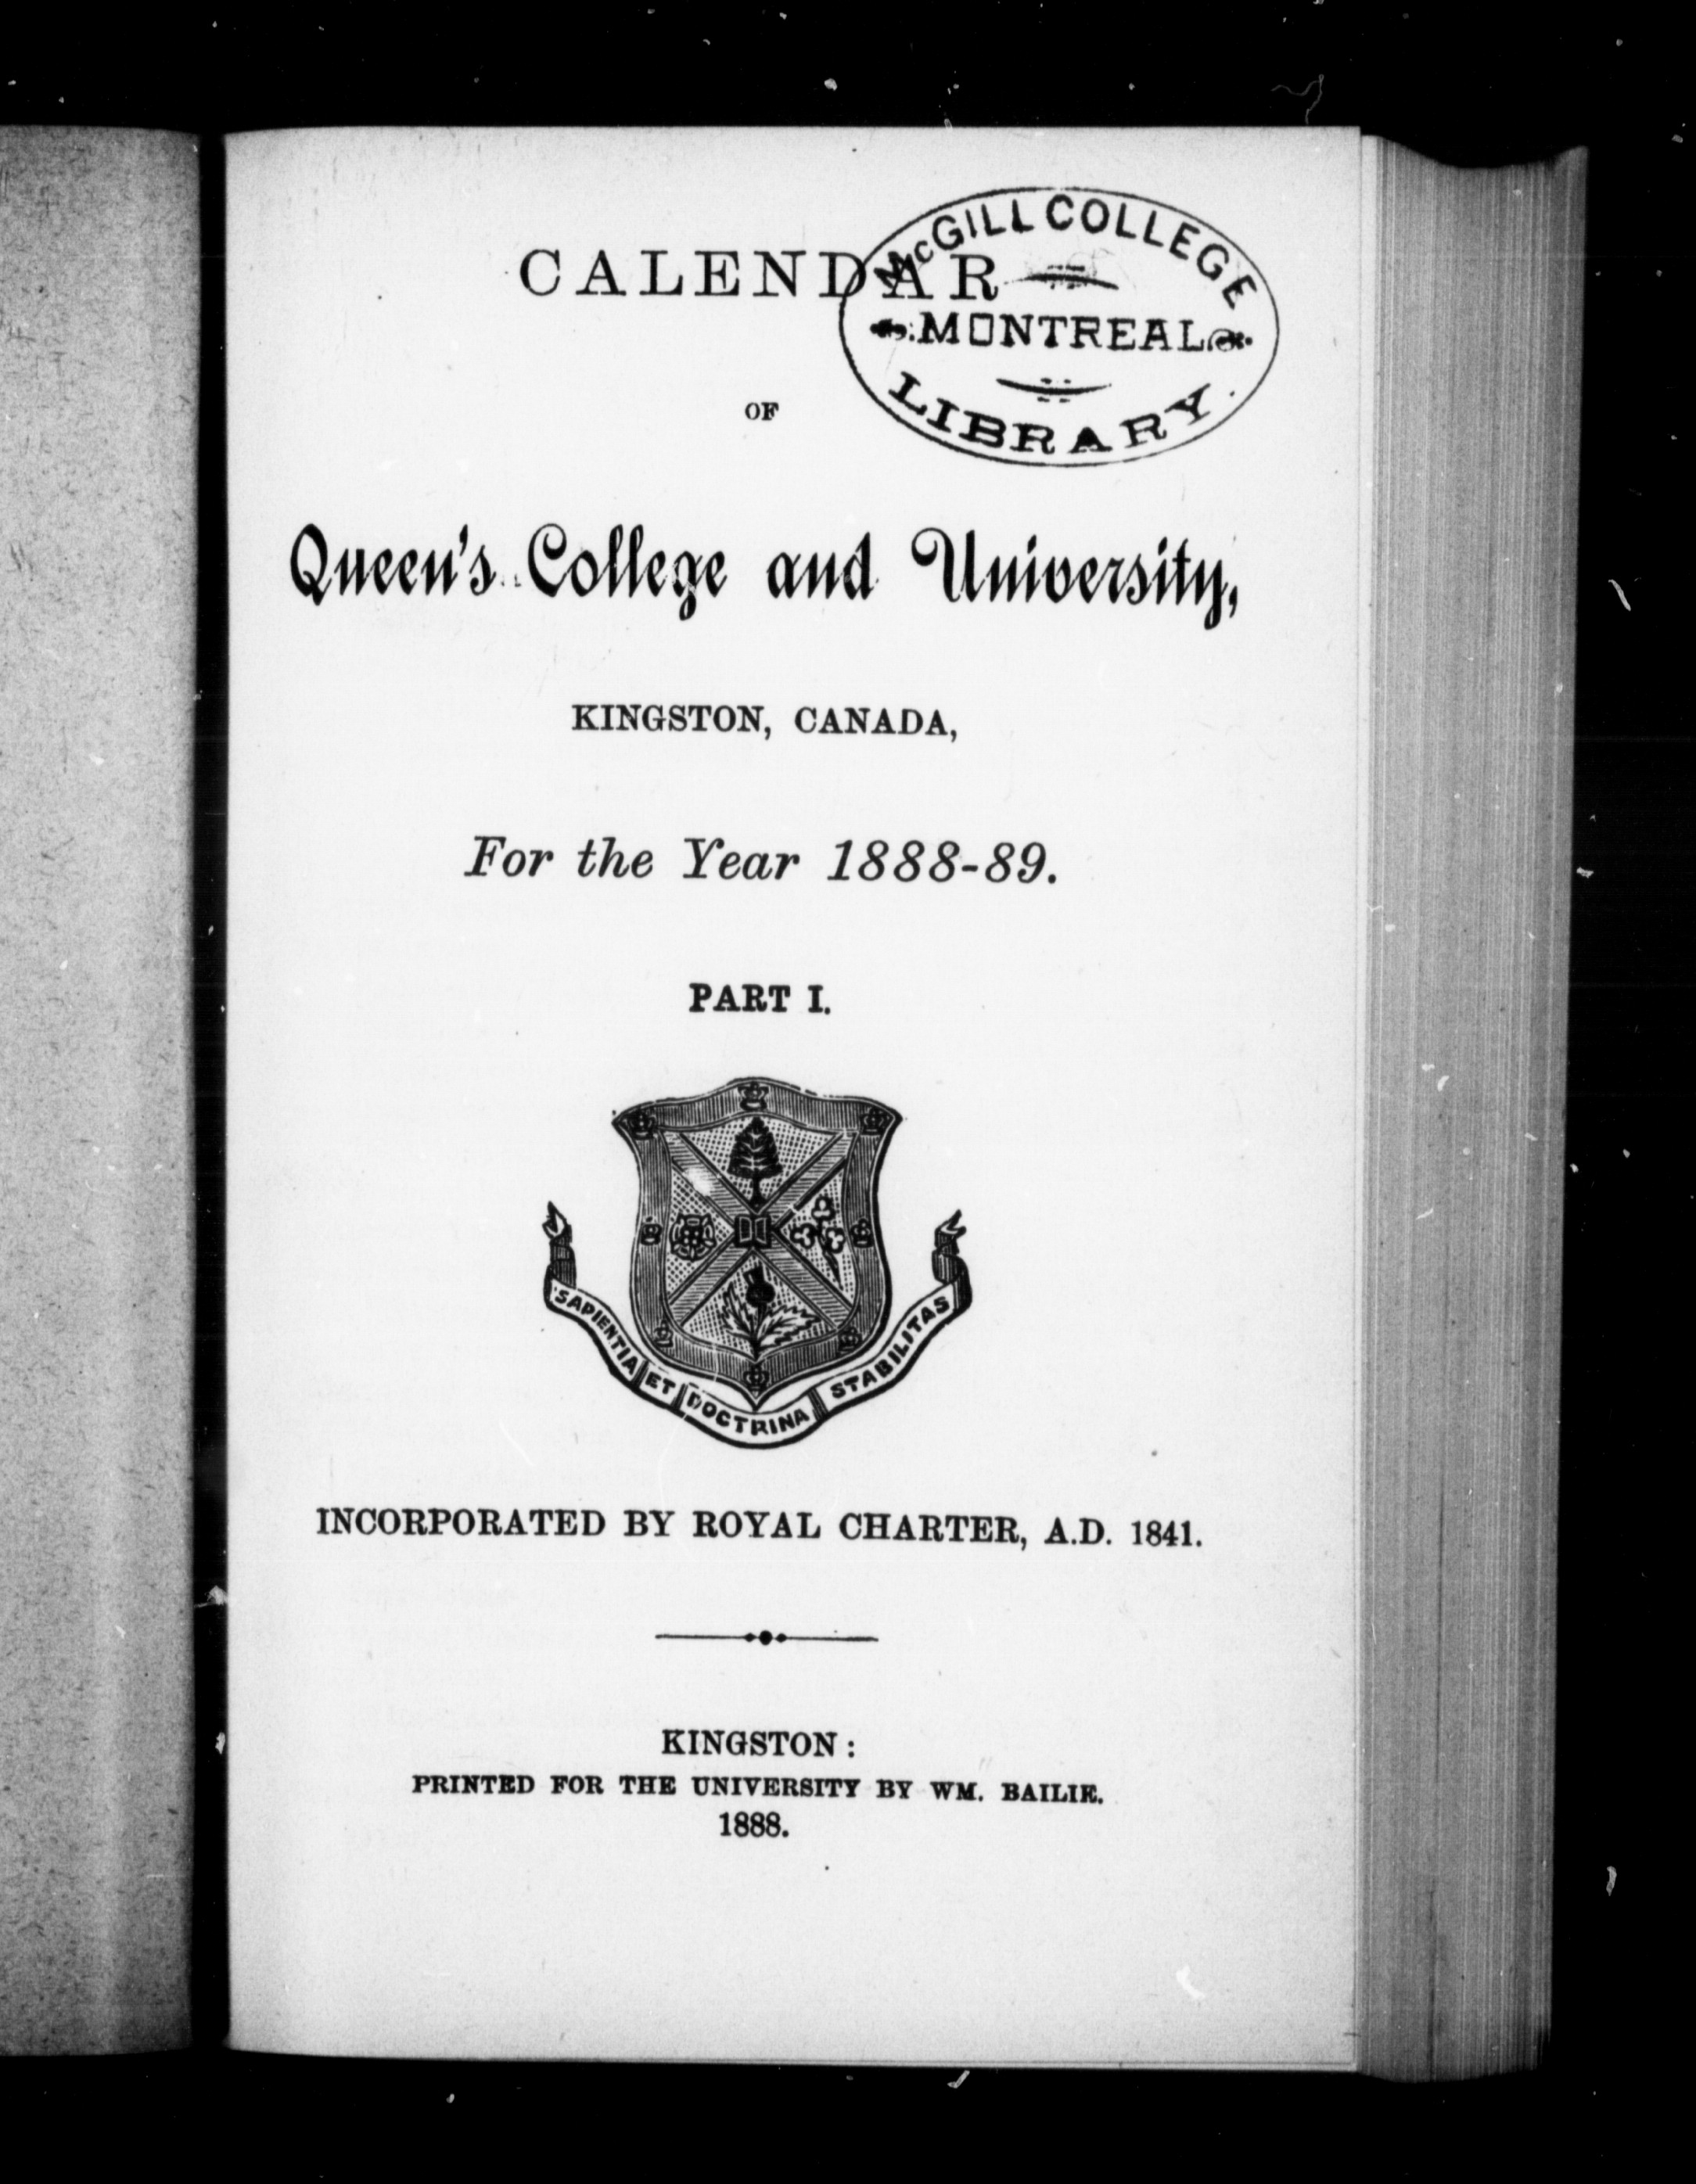 CALENDAR
McGILL COLLEGE
MONTREAL
LIBRARY
OF
Queen's College and University,
KINGSTON, CANADA,
For the Year 1888-89.
PART I.
SAPIENTIA ET DOCTRINA STABILITAS
INCORPORATED BY ROYAL CHARTER, A.D. 1841.
KINGSTON:
PRINTED FOR THE UNIVERSITY BY WM. BAILIE.
1888.